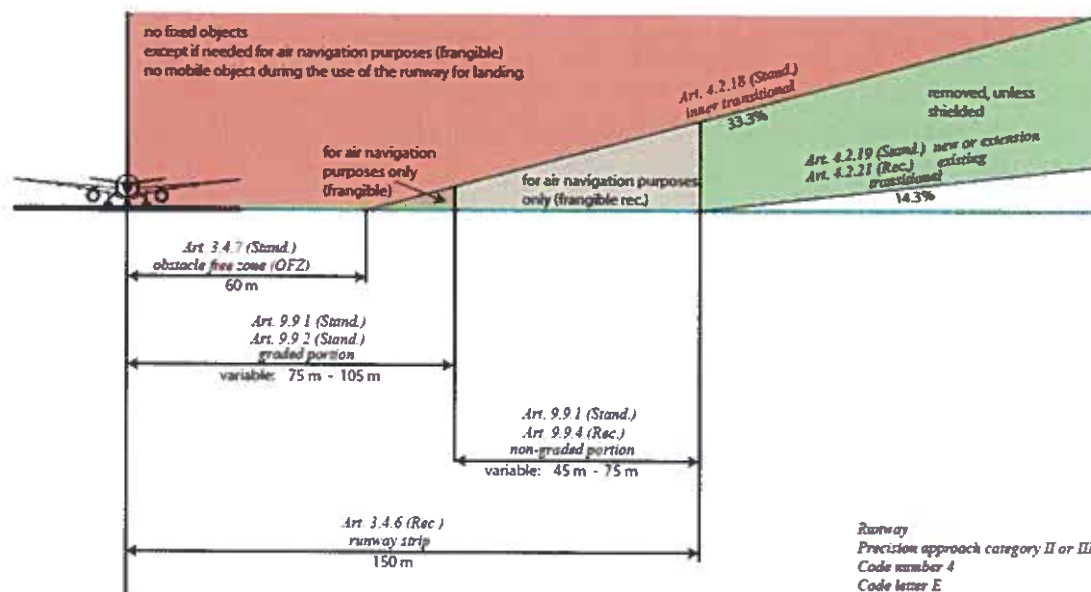 no fixed objects
except if needed for air navigation purposes (frangible)
no mobile object during the use of the runway for landing
Art. 4.2.18 (Stand.)
inner transitional
33.3%
removed, unless
shielded
for air navigation
purposes only
(frangible)
for air navigation purposes
only (frangible rec.)
Art. 4.2.19 (Stand.) new or extension
Art. 4.2.21 (Rec.) existing
transitional
14.3%
Art. 3.4.7 (Stand.)
obstacle free zone (OFZ)
60 m
Art. 9.9.1 (Stand.)
Art. 9.9.2 (Stand.)
graded portion
variable: 75 m - 105 m
Art. 9.9.1 (Stand.)
Art. 9.9.4 (Rec.)
non-graded portion
variable: 45 m - 75 m
Art. 3.4.6 (Rec.)
runway strip
150 m
Runway
Precision approach category II or III
Code number 4
Code letter E